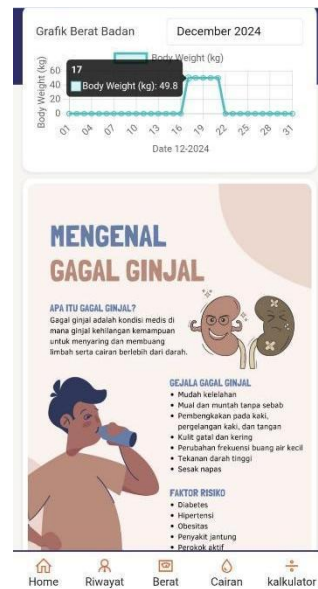 Grafik Berat Badan
December 2024
Body Weight (kg)
17
Body Weight (kg): 49.8
Body Weight (kg)
60
40
20
0
01 04 07 10 13 16 19 22 25 28 31
Date 12-2024
MENGENAL
GAGAL GINJAL
APA ITU GAGAL GINJAL?
Gagal ginjal adalah kondisi medis di
mana ginjal kehilangan kemampuan
untuk menyaring dan membuang
limbah serta cairan berlebih dari darah.
GEJALA GAGAL GINJAL
• Mudah kelelahan
• Mual dan muntah tanpa sebab
• Pembengkakan pada kaki,
pergelangan kaki, dan tangan
• Kulit gatal dan kering
• Perubahan frekuensi buang air kecil
• Tekanan darah tinggi
• Sesak napas
FAKTOR RISIKO
• Diabetes
• Hipertensi
• Obesitas
• Penyakit jantung
• Perokok aktif
Home Riwayat Berat Cairan kalkulator